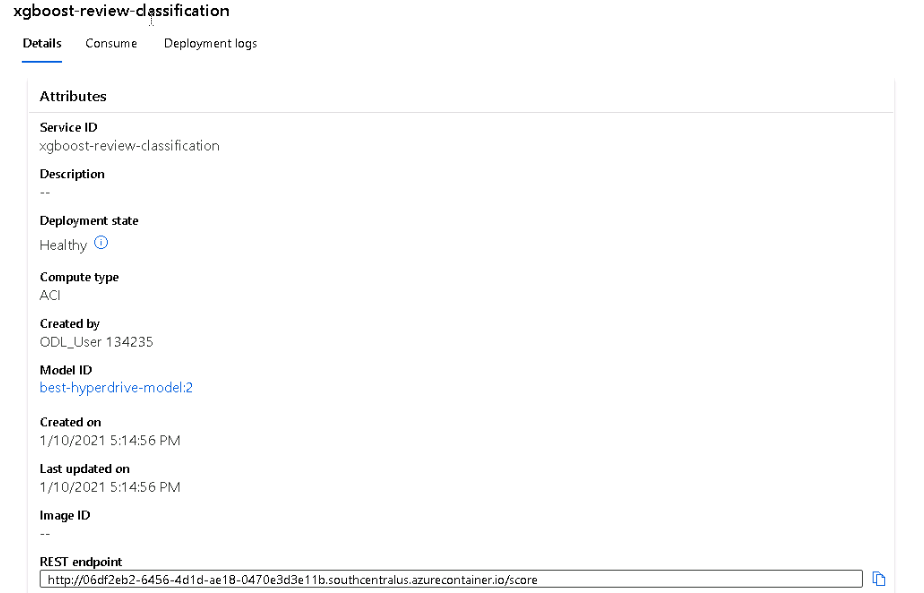 xgboost-review-classification
Details Consume Deployment logs
Attributes
Service ID
xgboost-review-classification
Description
--
Deployment state
Healthy
Compute type
ACI
Created by
ODL_User 134235
Model ID
best-hyperdrive-model:2
Created on
1/10/2021 5:14:56 PM
Last updated on
1/10/2021 5:14:56 PM
Image ID
--
REST endpoint
http://06df2eb2-6456-4d1d-ae18-0470e3d3e11b.southcentralus.azurecontainer.io/score